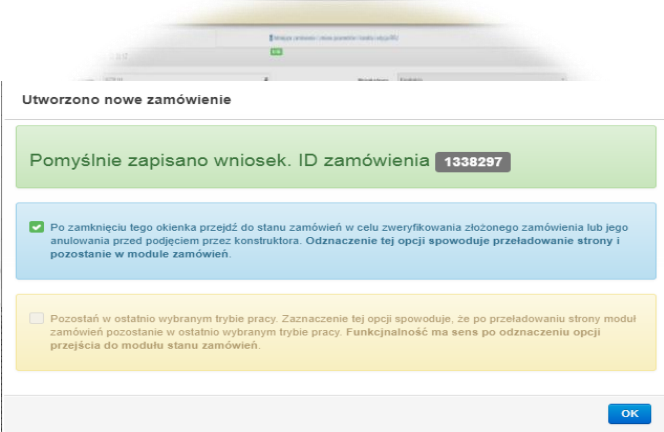 Utworzono nowe zamówienie
Pomyślnie zapisano wniosek. ID zamówienia 1338297
Po zamknięciu tego okienka przejdź do stanu zamówień w celu zweryfikowania złożonego zamówienia lub jego
anulowania przed podjęciem przez konstruktora. Odznaczenie tej opcji spowoduje przeładowanie strony i
pozostanie w module zamówień.
Pozostań w ostatnio wybranym trybie pracy. Zaznaczenie tej opcji spowoduje, że po przeładowaniu strony moduł
zamówień pozostanie w ostatnio wybranym trybie pracy. Funkcjnalność ma sens po odznaczeniu opcji
przejścia do modułu stanu zamówień.
OK